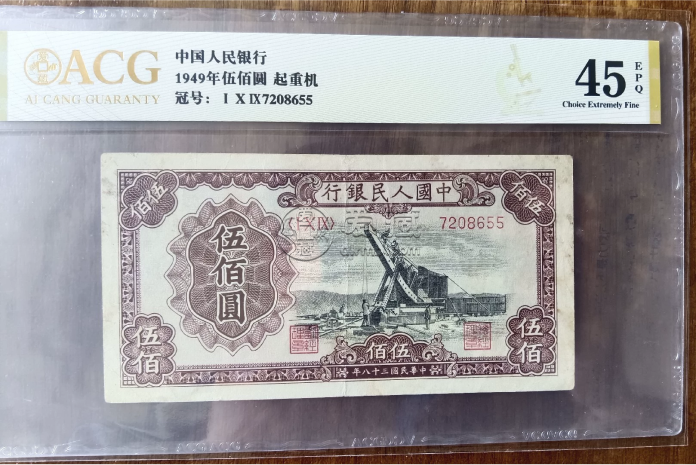 ACG
AI CANG GUARANTY
中国人民银行
1949年伍佰圆 起重机
冠号: I X IX7208655
45
EPQ
Choice Extremely Fine
行銀民人國中
伍佰
伍佰
〈I X IX〉 7208655
伍佰圓
伍佰
伍佰
佰伍
年八十三國民華中